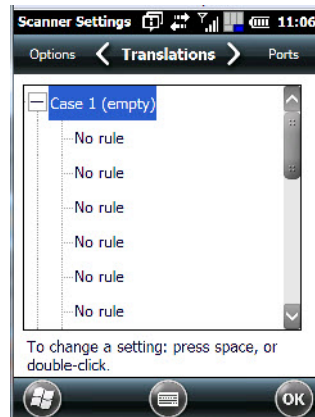 Scanner Settings 11:06
Options Translations Ports
Case 1 (empty)
No rule
No rule
No rule
No rule
No rule
No rule
To change a setting: press space, or
double-click.
OK